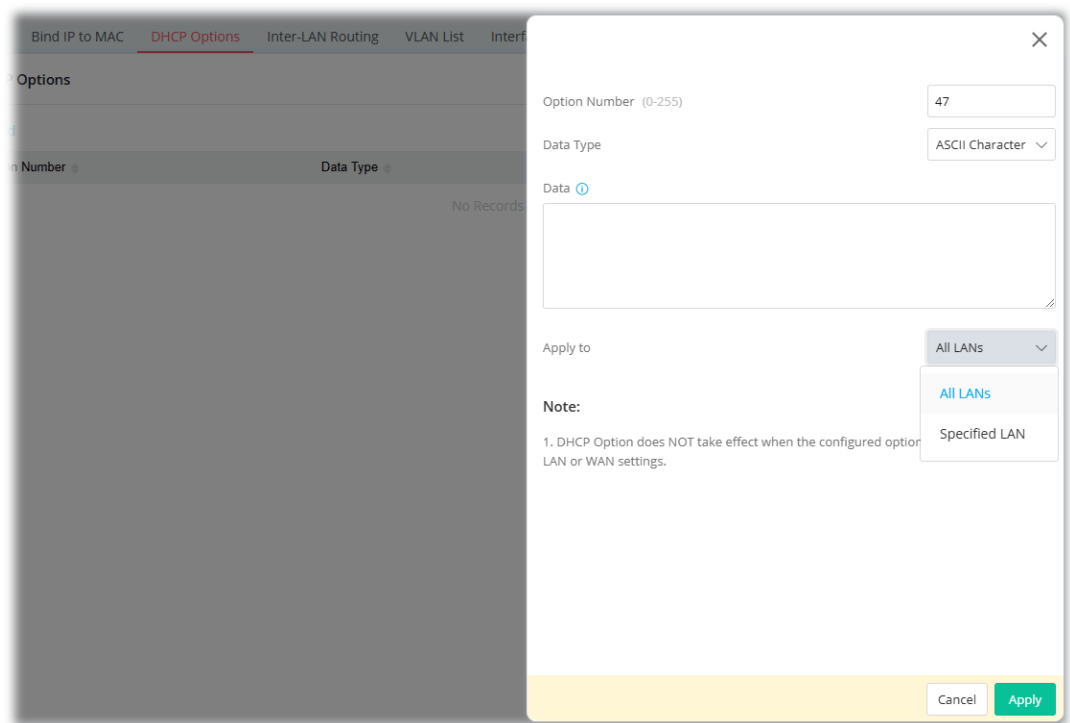 Bind IP to MAC DHCP Options Inter-LAN Routing VLAN List Interf
Options
Number Data Type
No Records
Option Number (0-255) 47
Data Type ASCII Character
Data
Apply to All LANs
All LANs
Specified LAN
Note:
1. DHCP Option does NOT take effect when the configured option
LAN or WAN settings.
Cancel Apply